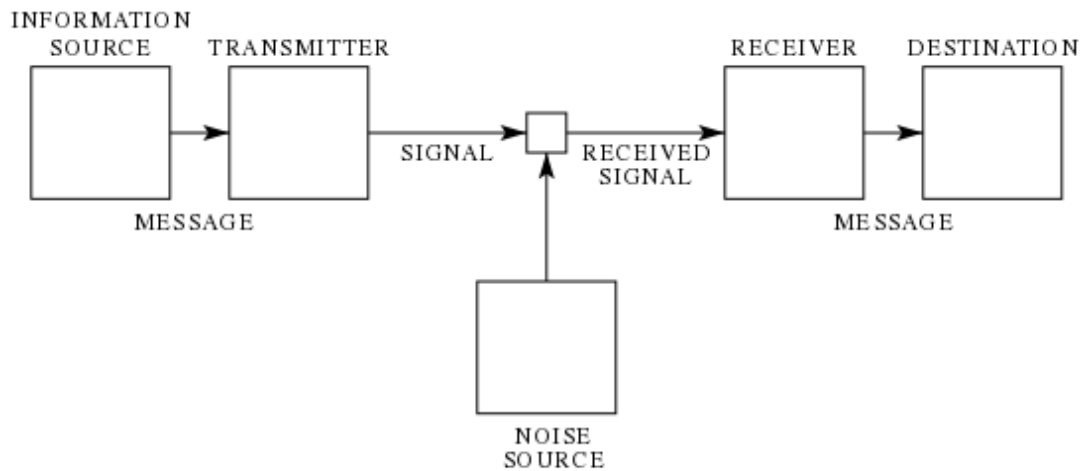 INFORMATION
SOURCE
TRANSMITTER
RECEIVER
DESTINATION
SIGNAL
RECEIVED
SIGNAL
MESSAGE
MESSAGE
NOISE
SOURCE